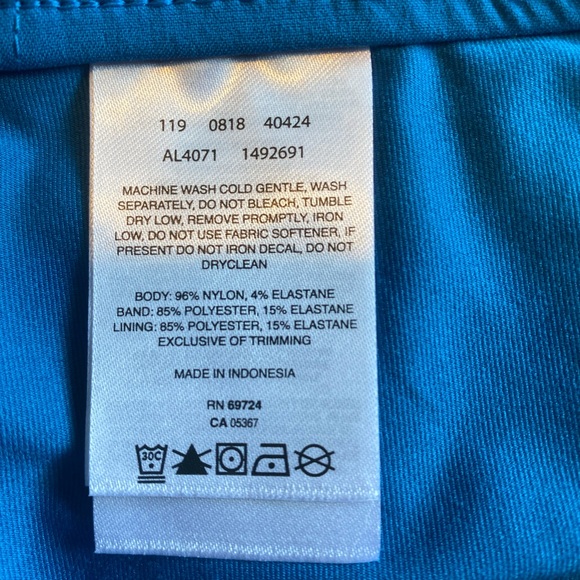 119 0818 40424
AL4071 1492691
MACHINE WASH COLD GENTLE, WASH
SEPARATELY, DO NOT BLEACH, TUMBLE
DRY LOW, REMOVE PROMPTLY, IRON
LOW, DO NOT USE FABRIC SOFTENER, IF
PRESENT DO NOT IRON DECAL, DO NOT
DRYCLEAN
BODY: 96% NYLON, 4% ELASTANE
BAND: 85% POLYESTER, 15% ELASTANE
LINING: 85% POLYESTER, 15% ELASTANE
EXCLUSIVE OF TRIMMING
MADE IN INDONESIA
RN 69724
CA 05367
30C